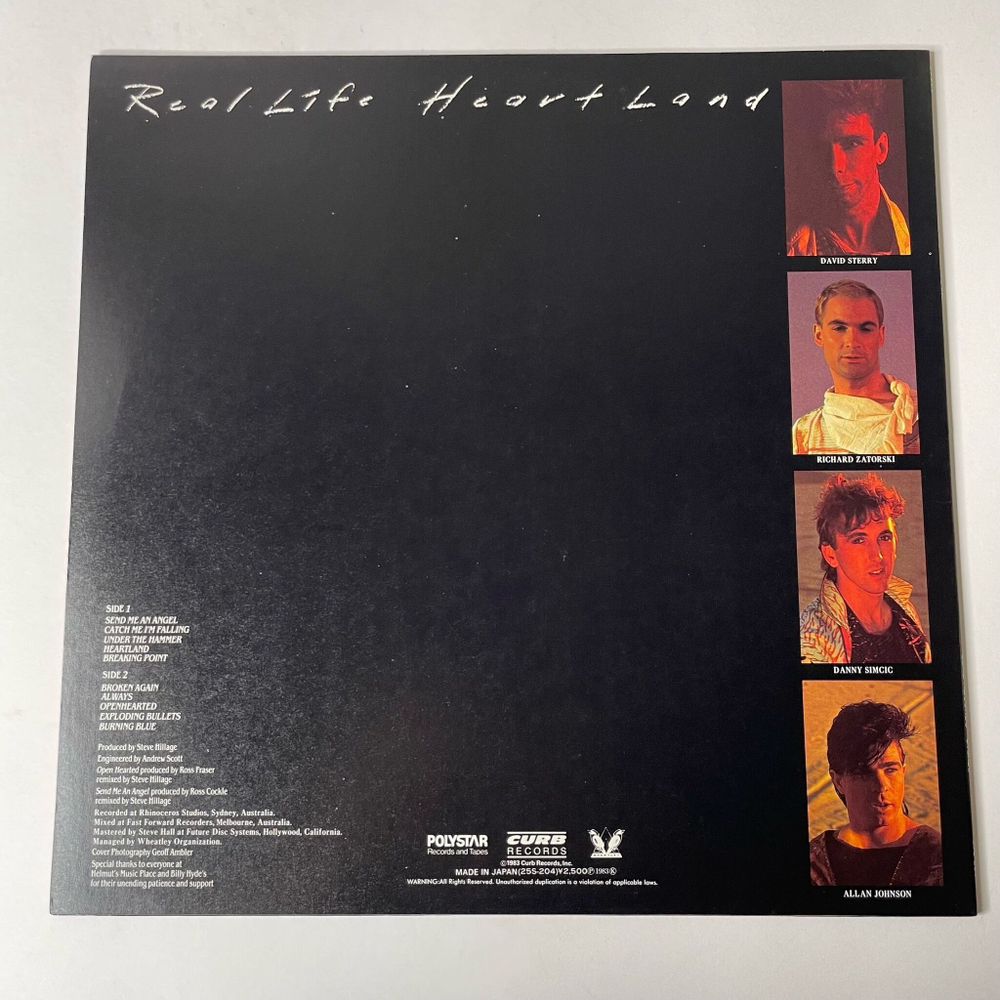 Real Life Heart Land
DAVID STERRY
RICHARD ZATORSKI
DANNY SIMCIC
ALLAN JOHNSON
SIDE 1
SEND ME AN ANGEL
CATCH ME I'M FALLING
UNDER THE HAMMER
HEARTLAND
BREAKING POINT
SIDE 2
BROKEN AGAIN
ALWAYS
OPENHEARTED
EXPLODING BULLETS
BURNING BLUE
Produced by Steve Hillage
Engineered by Andrew Scott
Open Hearted produced by Ross Fraser
remixed by Steve Hillage
Send Me An Angel produced by Ross Cockle
remixed by Steve Hillage
Recorded at Rhinoceros Studios, Sydney, Australia.
Mixed at Fast Forward Recorders, Melbourne, Australia.
Mastered by Steve Hall at Future Disc Systems, Hollywood, California.
Managed by Wheatley Organization.
Cover Photography Geoff Ambler
Special thanks to everyone at
Helmut's Music Place and Billy Hyde's
for their unending patience and support
POLYSTAR
Records and Tapes
CURB
RECORDS
©1983 Curb Records, Inc.
MADE IN JAPAN(25S-204)¥2,500Ⓟ1983Ⓚ
WARNING:All Rights Reserved. Unauthorized duplication is a violation of applicable laws.